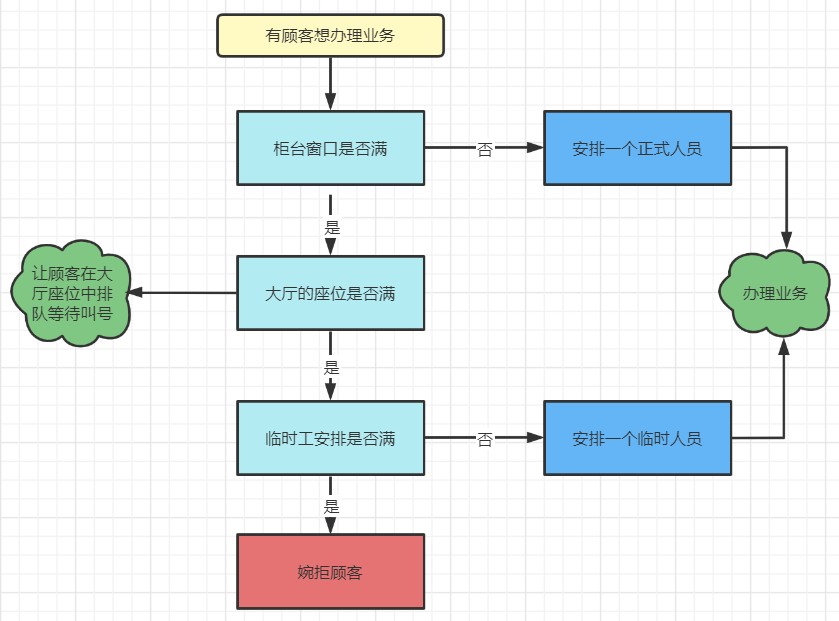 有顾客想办理业务
柜台窗口是否满
否
安排一个正式人员
是
让顾客在大
厅座位中排
队等待叫号
大厅的座位是否满
办理业务
是
临时工安排是否满
否
安排一个临时人员
是
婉拒顾客